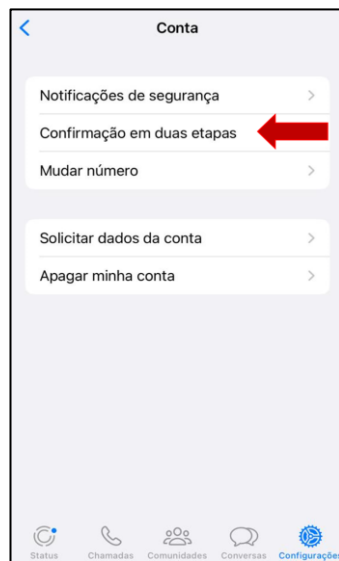 Conta
Notificações de segurança
Confirmação em duas etapas
Mudar número
Solicitar dados da conta
Apagar minha conta
Status Chamadas Comunidades Conversas Configurações